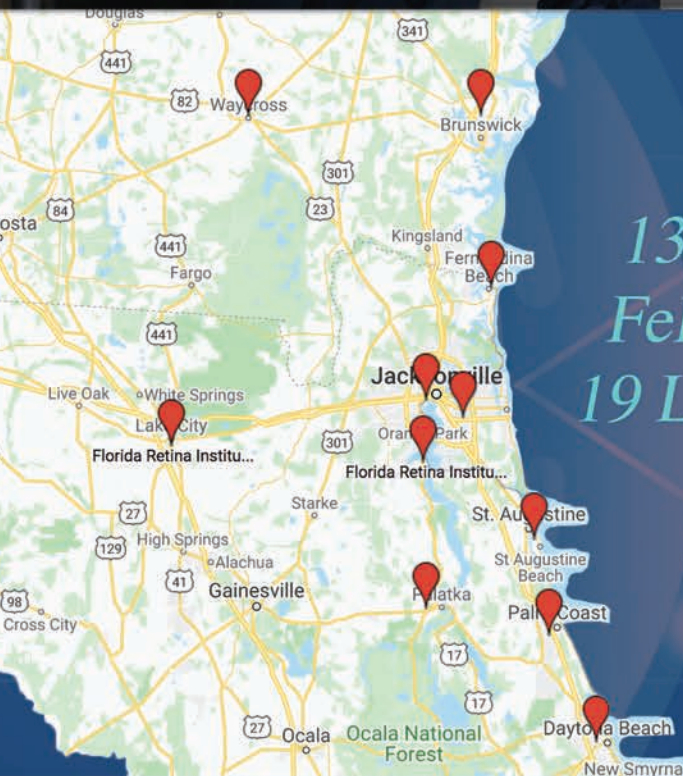 Douglas
341
441
82
Waycross
Brunswick
301
84
23
osta
441
Kingsland
Fernandina
Beach
Fargo
13
Fel
19 L
441
Jacksonville
Live Oak
White Springs
Lake City
Orange Park
301
Florida Retina Institu...
Florida Retina Institu...
Starke
27
St. Augustine
129
High Springs
Alachua
St Augustine
Beach
41
Gainesville
Palatka
98
Cross City
Palm Coast
17
17
27
Ocala
Ocala National
Forest
Daytona Beach
New Smyrna